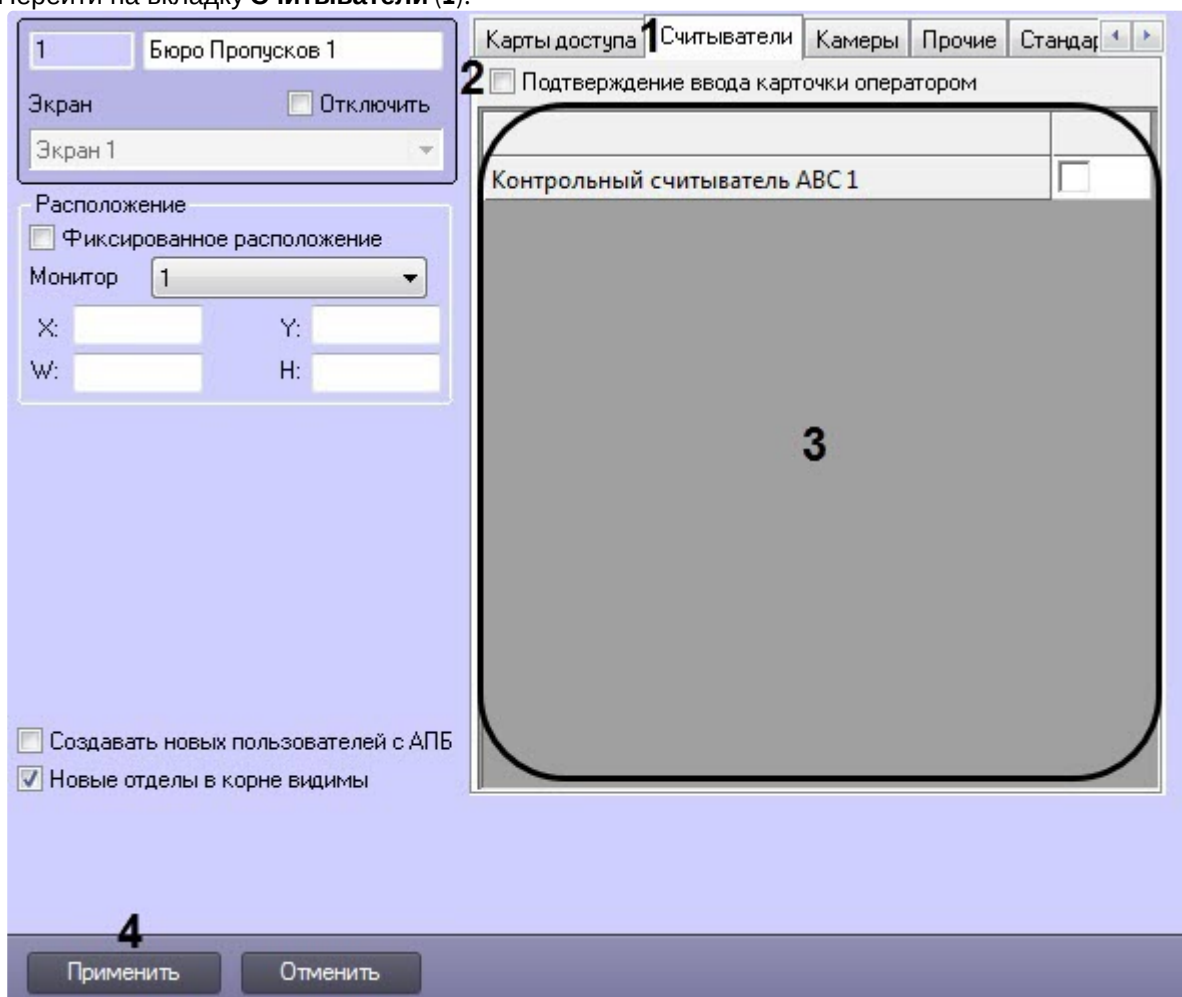 Перейти на вкладку Считыватели (1).
1 Бюро Пропусков 1
Экран Отключить
Экран 1
Расположение
Фиксированное расположение
Монитор 1
X: Y:
W: H:
Создавать новых пользователей с АПБ
Новые отделы в корне видимы
Карты доступа 1 Считыватели Камеры Прочие Стандар
2 Подтверждение ввода карточки оператором
Контрольный считыватель ABC 1
3
4
Применить Отменить